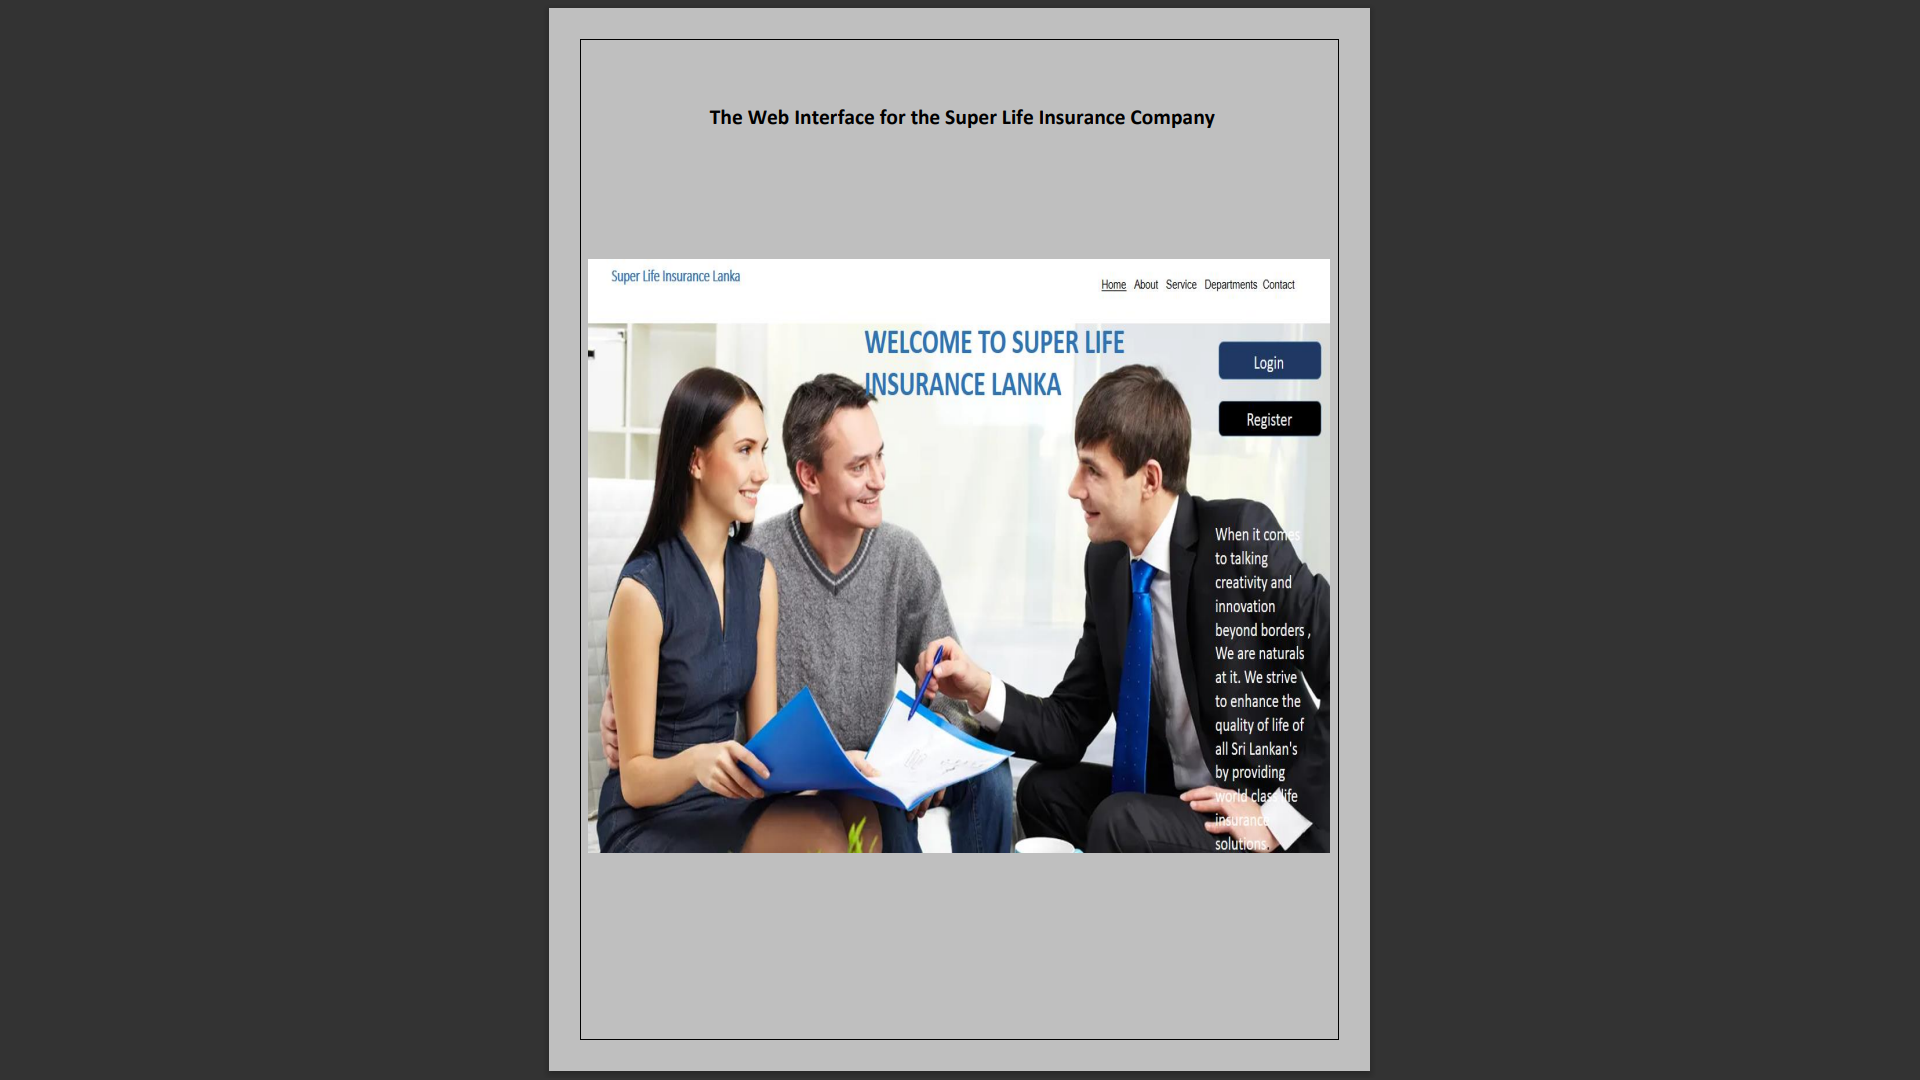 The Web Interface for the Super Life Insurance Company
Super Life Insurance Lanka
Home About Service Departments Contact
WELCOME TO SUPER LIFE
INSURANCE LANKA
Login
Register
When it comes
to talking
creativity and
innovation
beyond borders ,
We are naturals
at it. We strive
to enhance the
quality of life of
all Sri Lankan's
by providing
world class life
insurance
solutions.